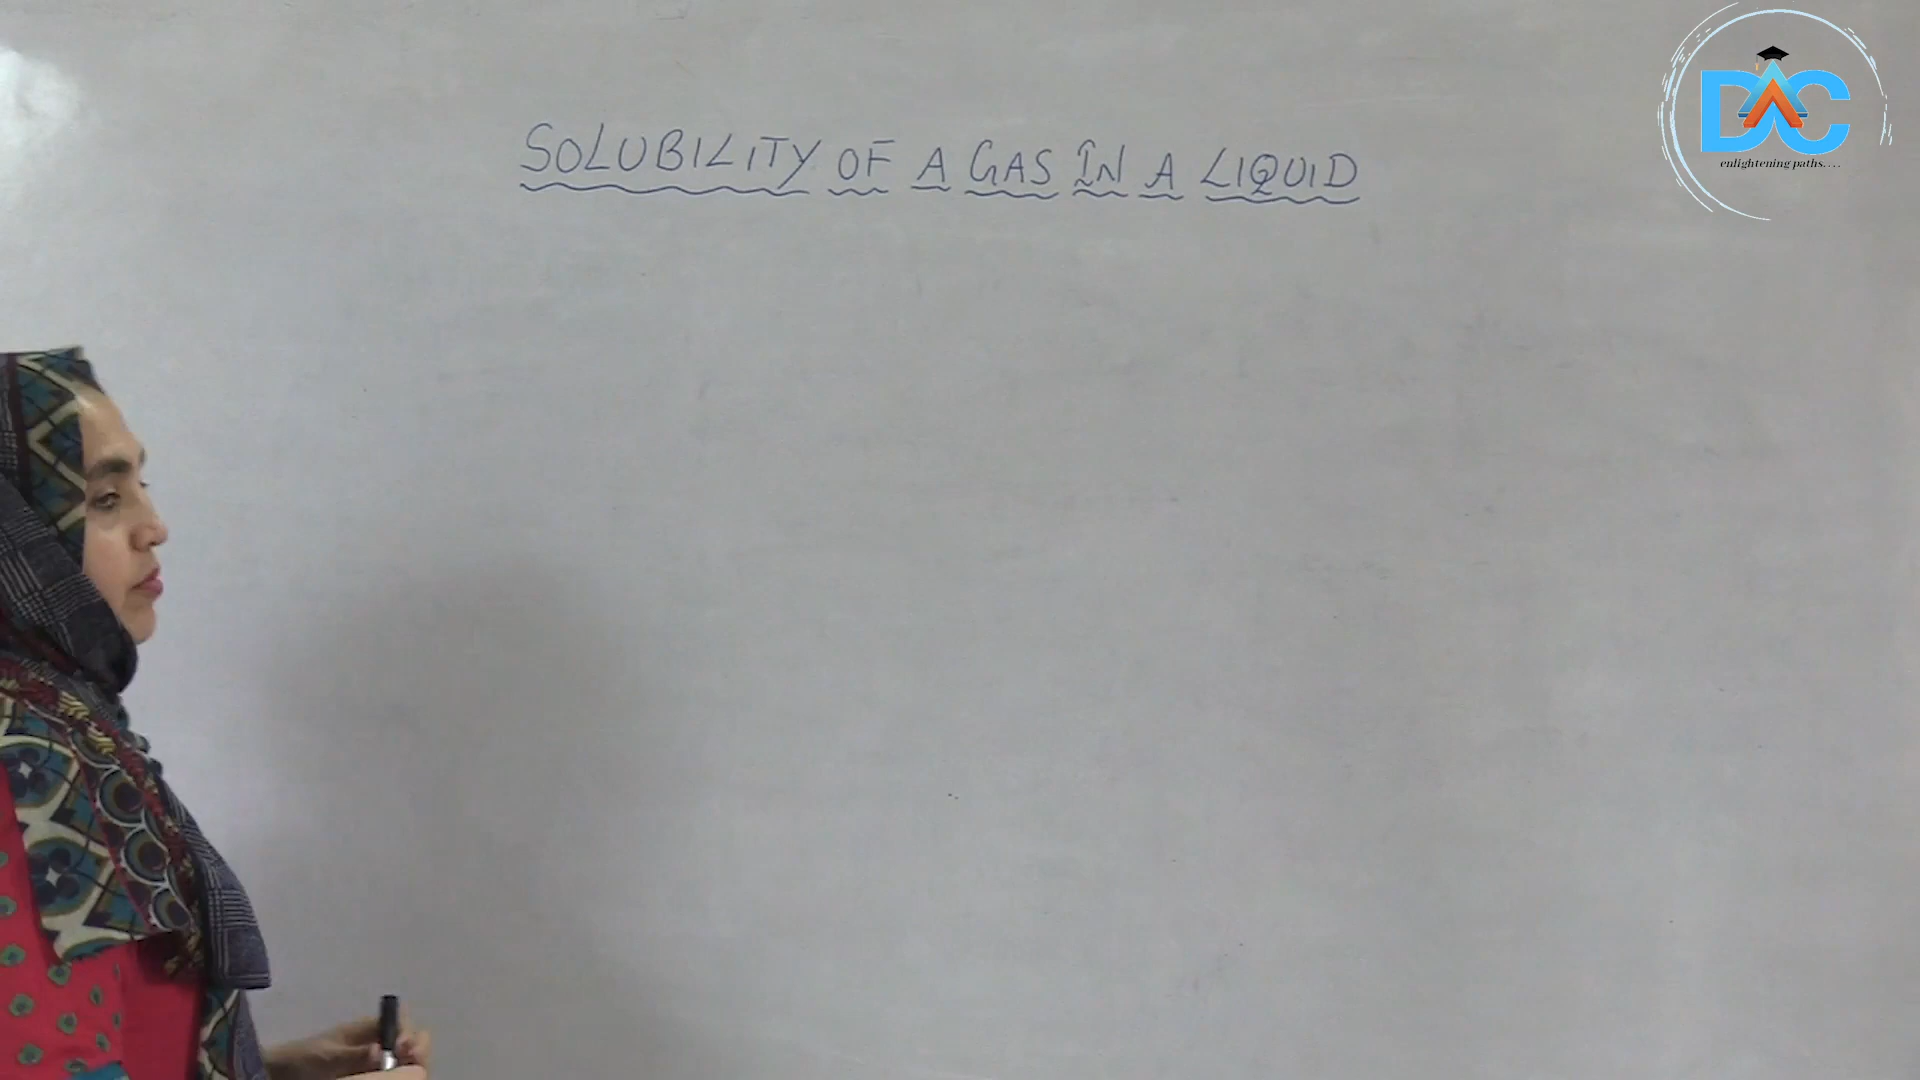 SOLUBILITY OF A GAS IN A LIQUID
DAC
enlightening paths....